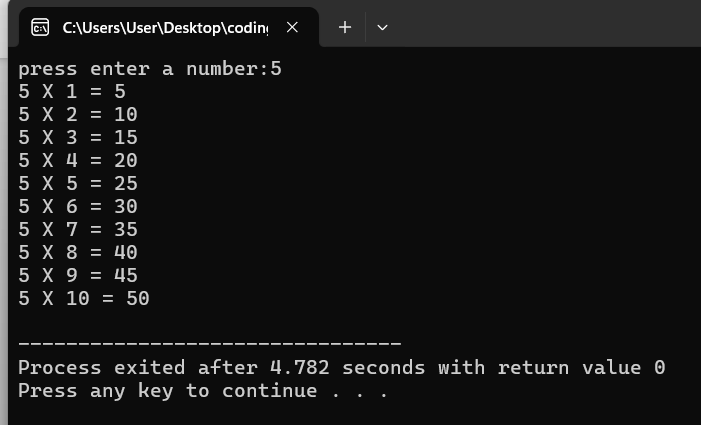 C:\Users\User\Desktop\coding
press enter a number:5
5 X 1 = 5
5 X 2 = 10
5 X 3 = 15
5 X 4 = 20
5 X 5 = 25
5 X 6 = 30
5 X 7 = 35
5 X 8 = 40
5 X 9 = 45
5 X 10 = 50
--------------------------------
Process exited after 4.782 seconds with return value 0
Press any key to continue . . .